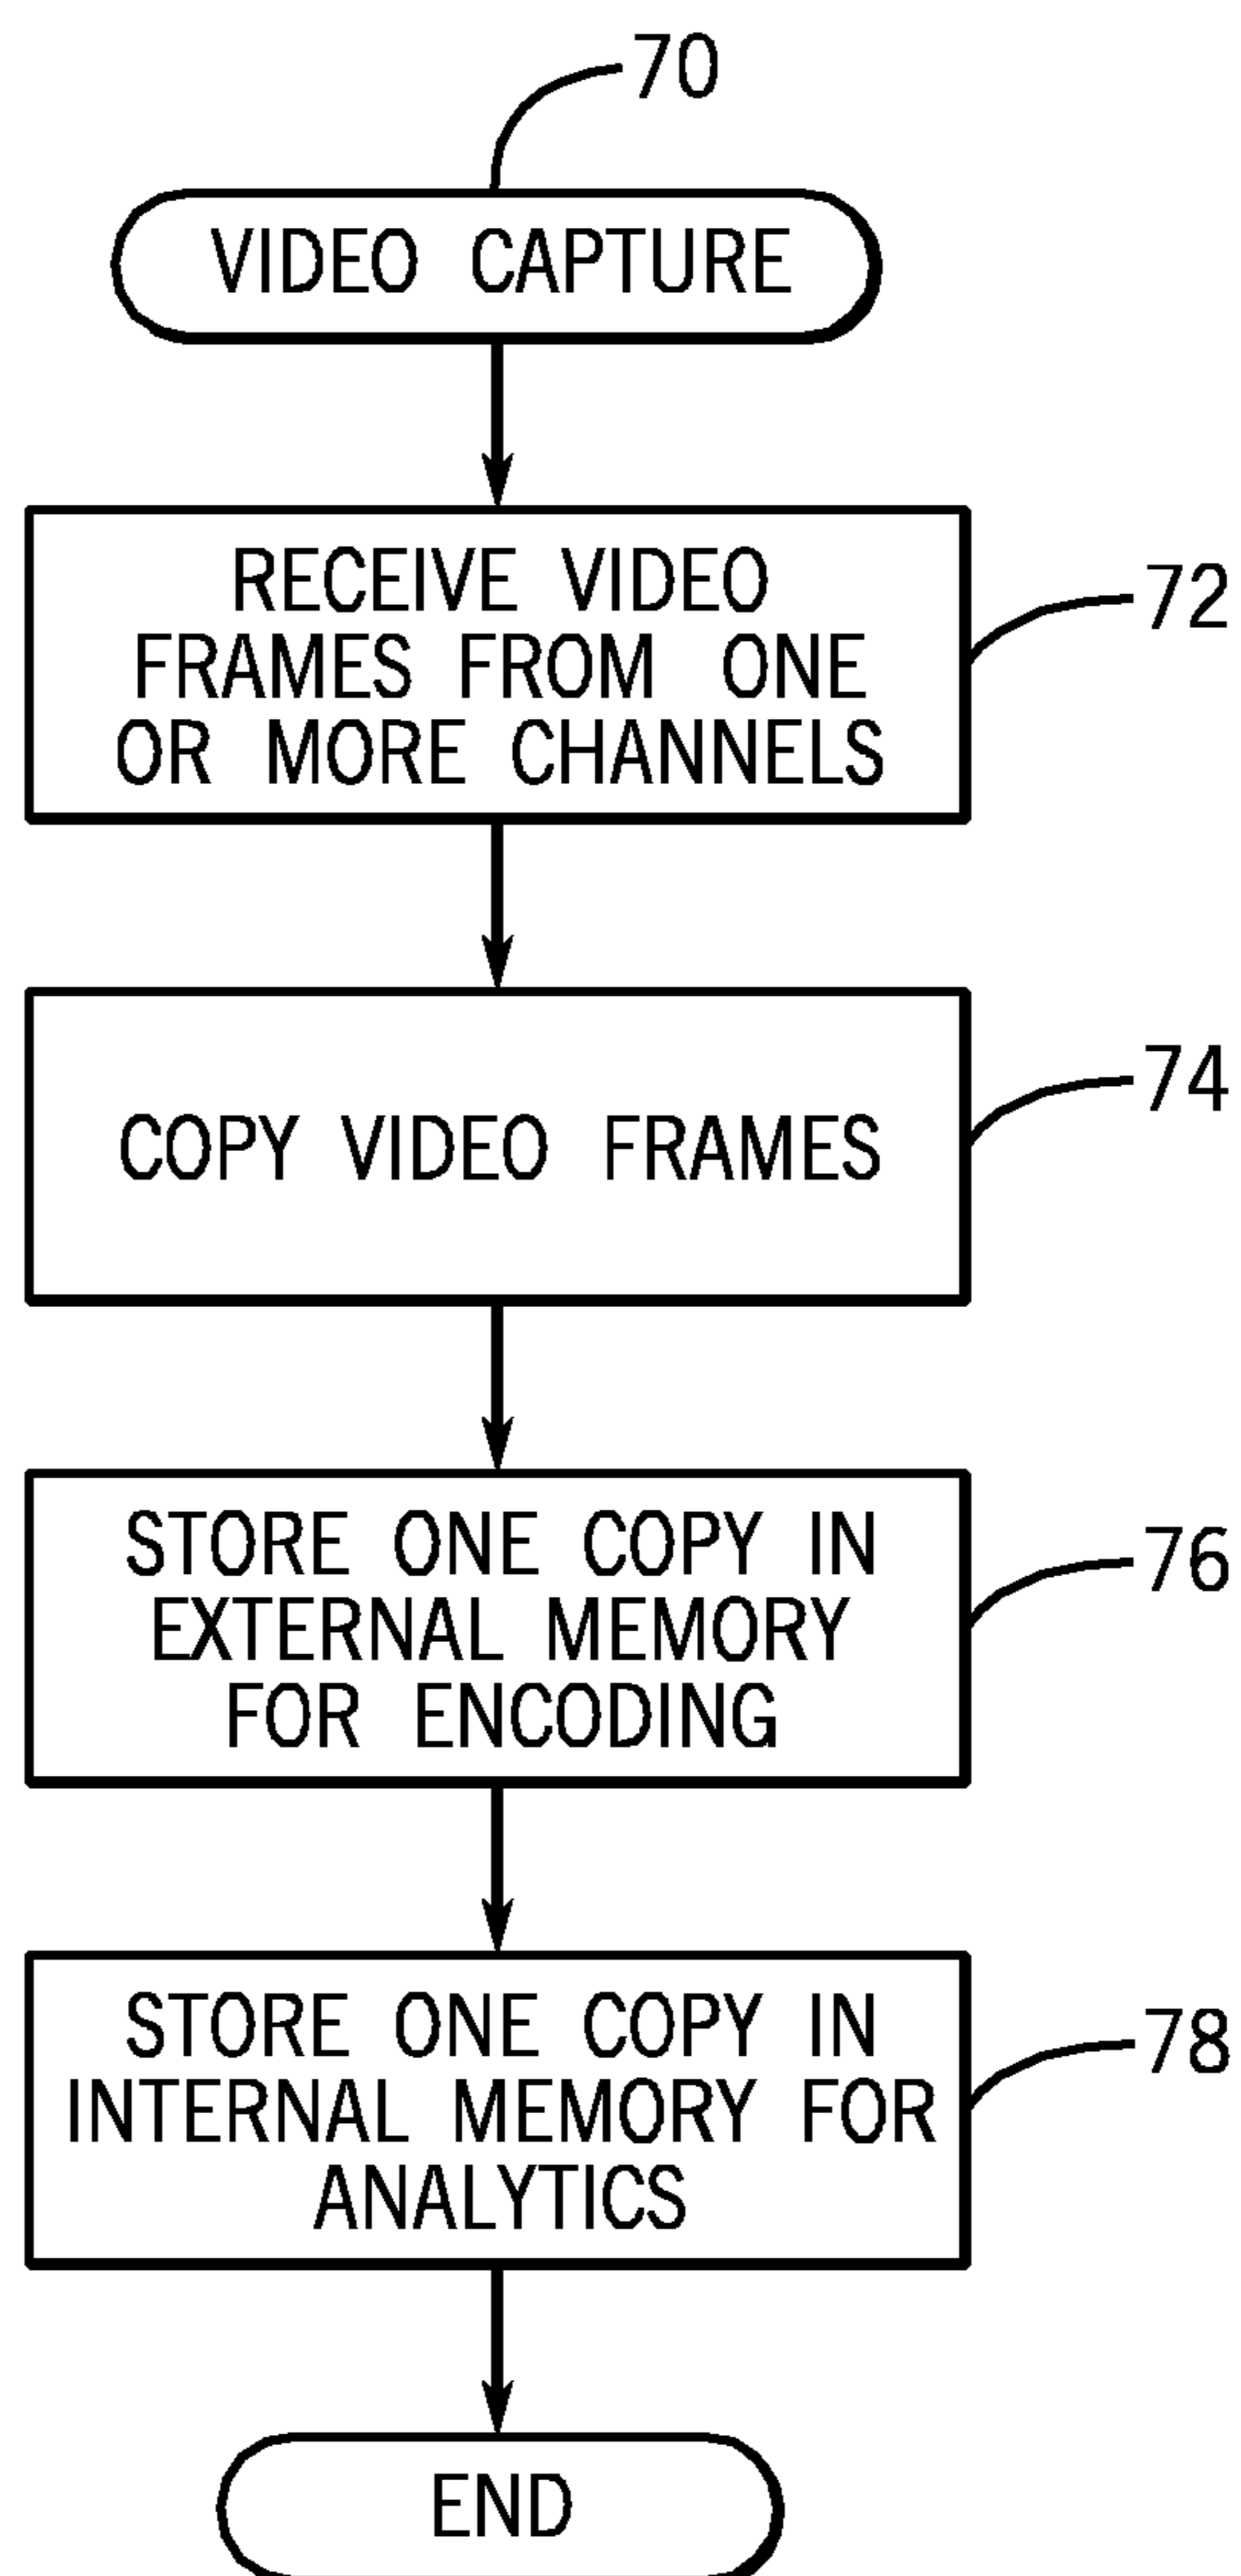 70
VIDEO CAPTURE
RECEIVE VIDEO
FRAMES FROM ONE
OR MORE CHANNELS
72
COPY VIDEO FRAMES
74
STORE ONE COPY IN
EXTERNAL MEMORY
FOR ENCODING
76
STORE ONE COPY IN
INTERNAL MEMORY FOR
ANALYTICS
78
END